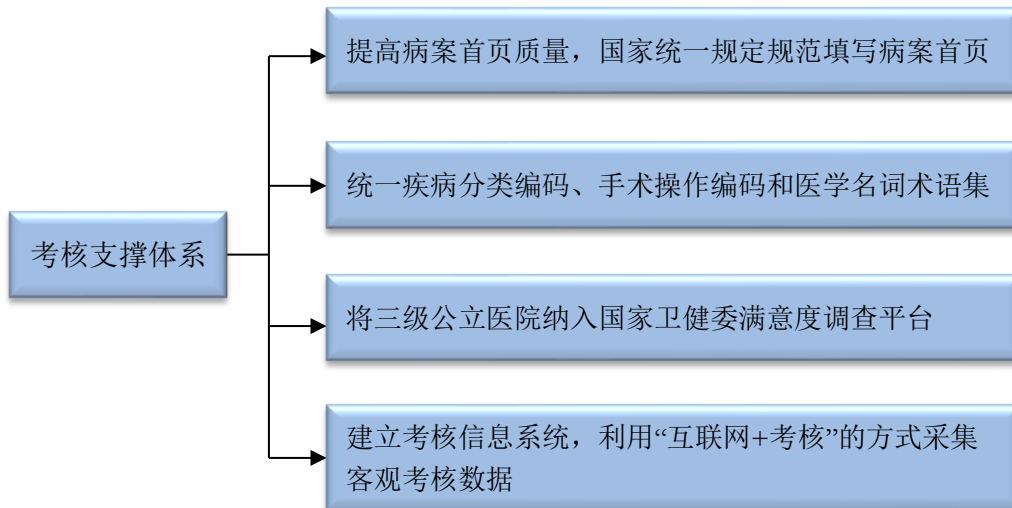 提高病案首页质量，国家统一规定规范填写病案首页
统一疾病分类编码、手术操作编码和医学名词术语集
考核支撑体系
将三级公立医院纳入国家卫健委满意度调查平台
建立考核信息系统，利用“互联网+考核”的方式采集
客观考核数据